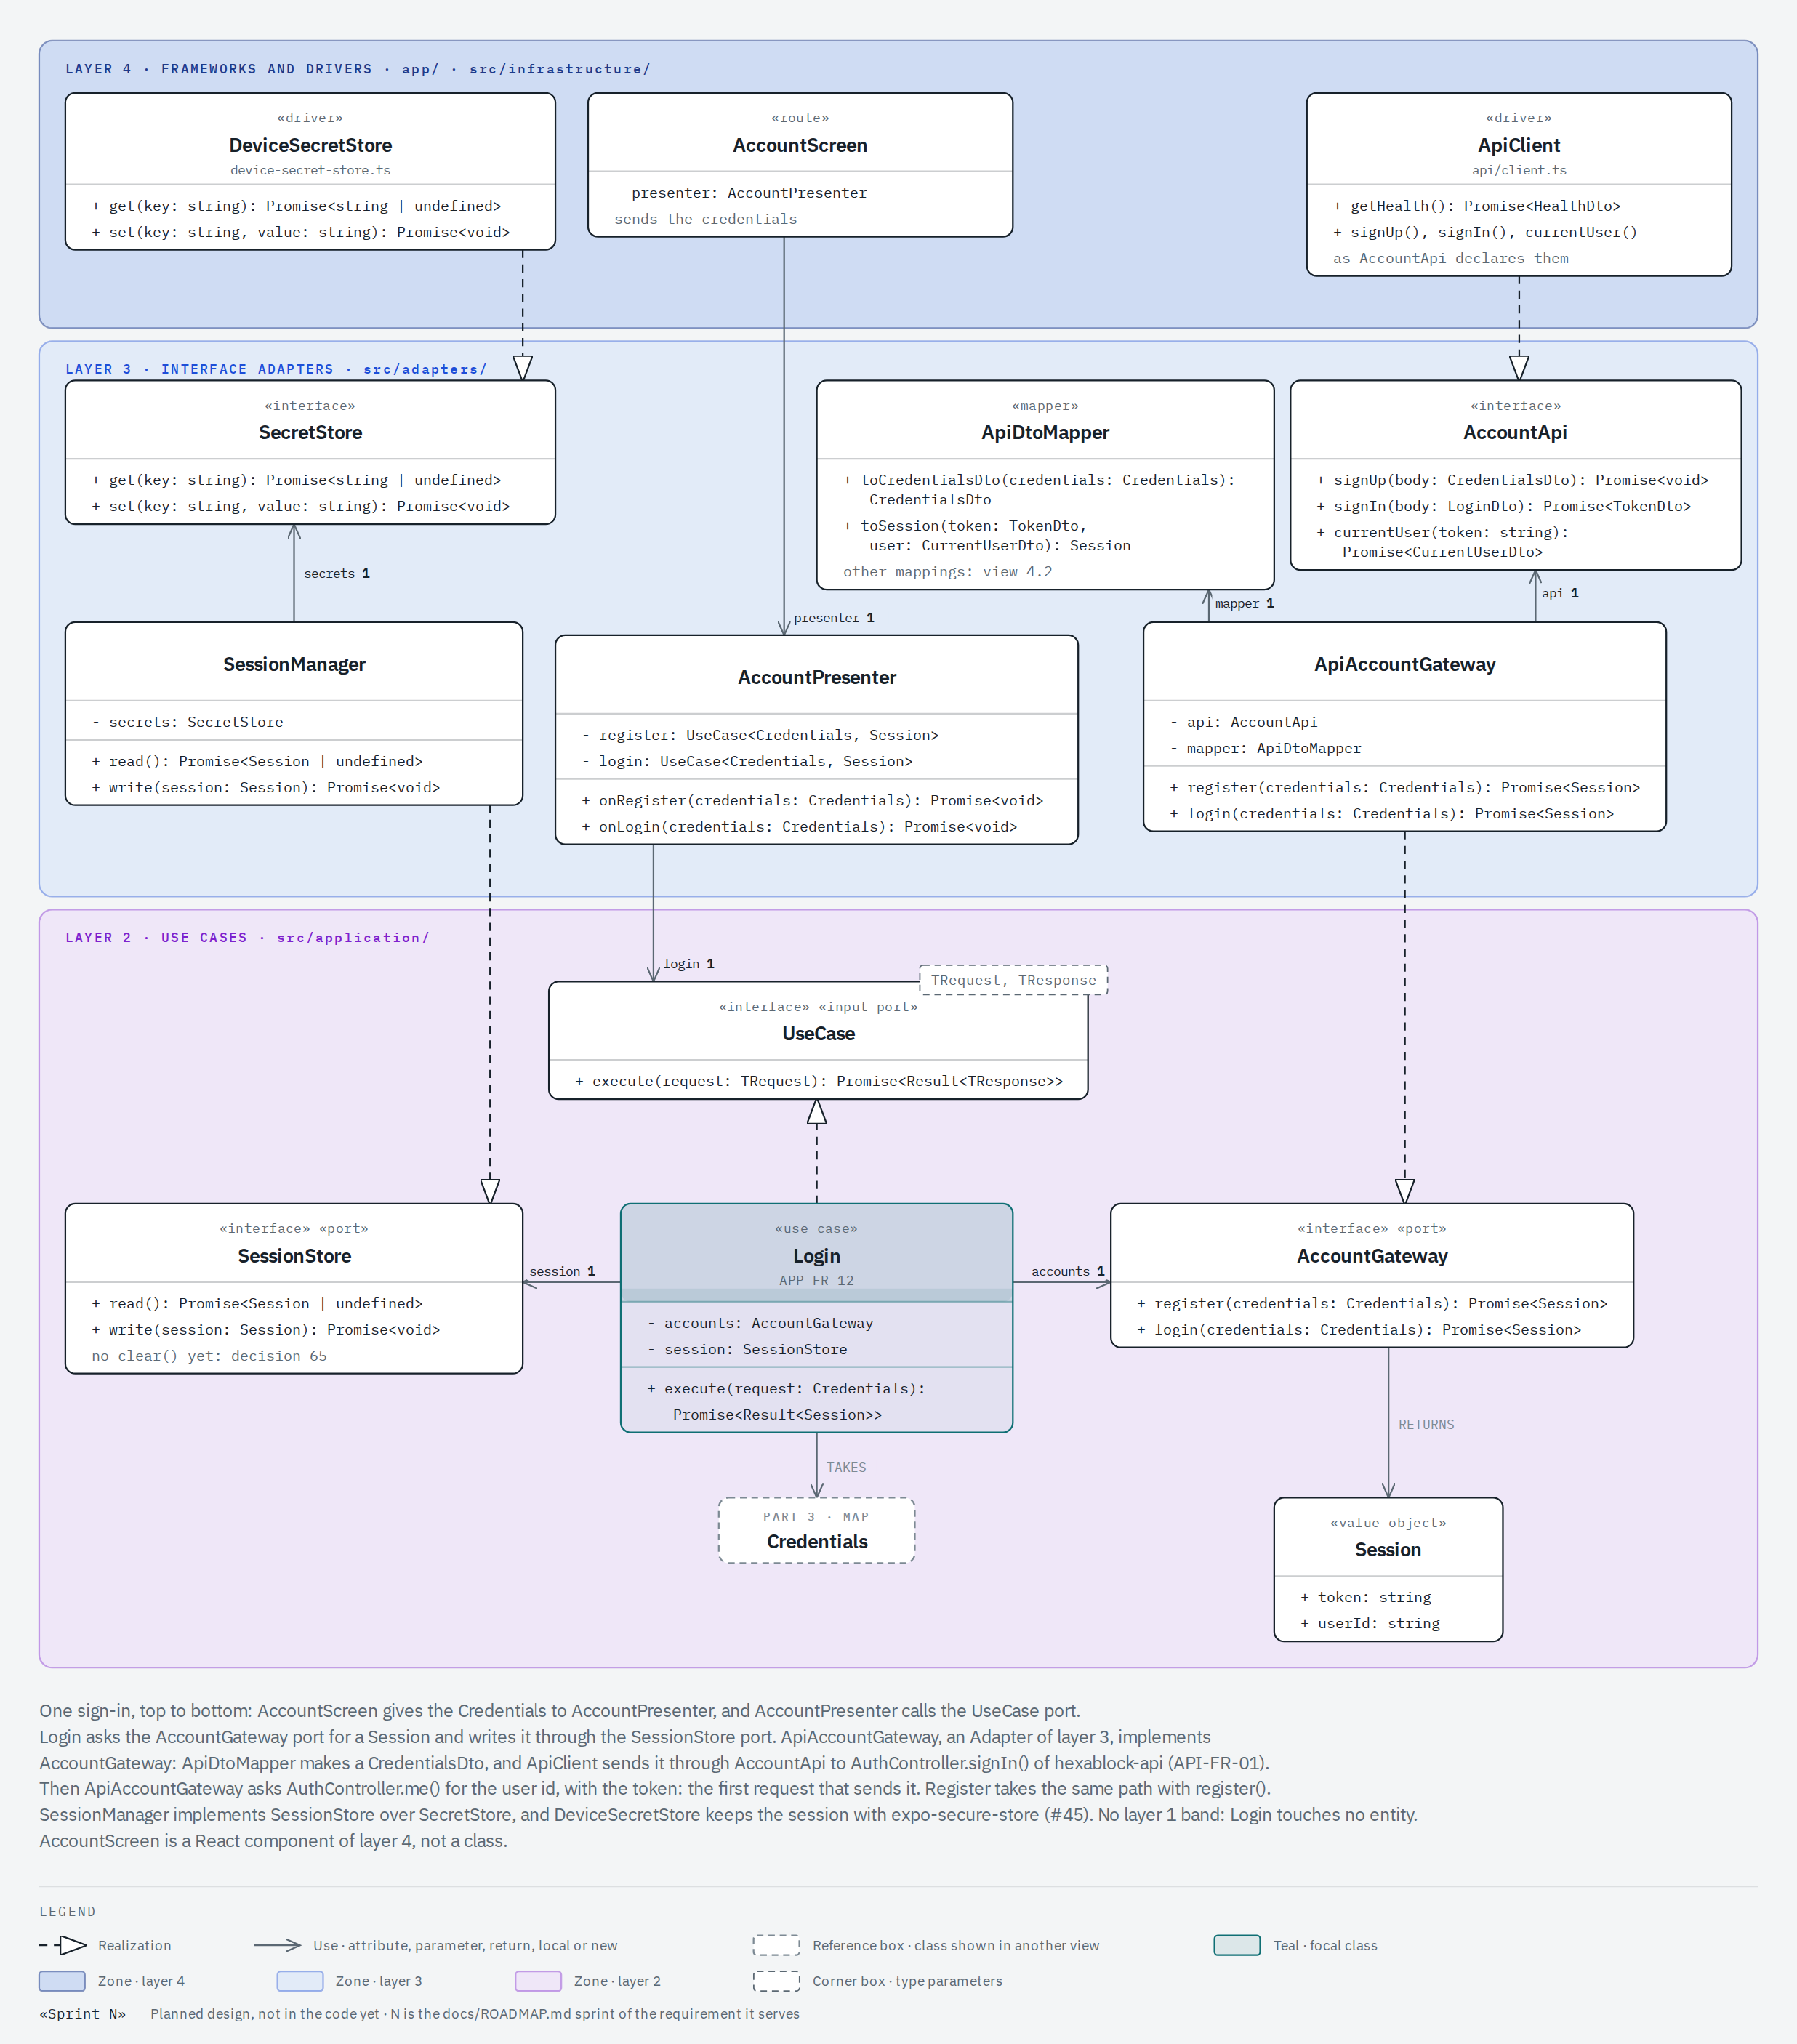 LAYER 4 · FRAMEWORKS AND DRIVERS · app/ · src/infrastructure/
«driver»
DeviceSecretStore
device-secret-store.ts
+ get(key: string): Promise<string | undefined>
+ set(key: string, value: string): Promise<void>
«route»
AccountScreen
- presenter: AccountPresenter
sends the credentials
«driver»
ApiClient
api/client.ts
+ getHealth(): Promise<HealthDto>
+ signUp(), signIn(), currentUser()
as AccountApi declares them
LAYER 3 · INTERFACE ADAPTERS · src/adapters/
«interface»
SecretStore
+ get(key: string): Promise<string | undefined>
+ set(key: string, value: string): Promise<void>
«mapper»
ApiDtoMapper
+ toCredentialsDto(credentials: Credentials):
CredentialsDto
+ toSession(token: TokenDto,
user: CurrentUserDto): Session
other mappings: view 4.2
«interface»
AccountApi
+ signUp(body: CredentialsDto): Promise<void>
+ signIn(body: LoginDto): Promise<TokenDto>
+ currentUser(token: string):
Promise<CurrentUserDto>
secrets 1
presenter 1
mapper 1
api 1
SessionManager
- secrets: SecretStore
+ read(): Promise<Session | undefined>
+ write(session: Session): Promise<void>
AccountPresenter
- register: UseCase<Credentials, Session>
- login: UseCase<Credentials, Session>
+ onRegister(credentials: Credentials): Promise<void>
+ onLogin(credentials: Credentials): Promise<void>
ApiAccountGateway
- api: AccountApi
- mapper: ApiDtoMapper
+ register(credentials: Credentials): Promise<Session>
+ login(credentials: Credentials): Promise<Session>
LAYER 2 · USE CASES · src/application/
login 1
TRequest, TResponse
«interface» «input port»
UseCase
+ execute(request: TRequest): Promise<Result<TResponse>>
«interface» «port»
SessionStore
+ read(): Promise<Session | undefined>
+ write(session: Session): Promise<void>
no clear() yet: decision 65
session 1
«use case»
Login
APP-FR-12
- accounts: AccountGateway
- session: SessionStore
+ execute(request: Credentials):
Promise<Result<Session>>
accounts 1
«interface» «port»
AccountGateway
+ register(credentials: Credentials): Promise<Session>
+ login(credentials: Credentials): Promise<Session>
TAKES
RETURNS
PART 3 · MAP
Credentials
«value object»
Session
+ token: string
+ userId: string
One sign-in, top to bottom: AccountScreen gives the Credentials to AccountPresenter, and AccountPresenter calls the UseCase port.
Login asks the AccountGateway port for a Session and writes it through the SessionStore port. ApiAccountGateway, an Adapter of layer 3, implements
AccountGateway: ApiDtoMapper makes a CredentialsDto, and ApiClient sends it through AccountApi to AuthController.signIn() of hexablock-api (API-FR-01).
Then ApiAccountGateway asks AuthController.me() for the user id, with the token: the first request that sends it. Register takes the same path with register().
SessionManager implements SessionStore over SecretStore, and DeviceSecretStore keeps the session with expo-secure-store (#45). No layer 1 band: Login touches no entity.
AccountScreen is a React component of layer 4, not a class.
LEGEND
Realization
Use · attribute, parameter, return, local or new
Reference box · class shown in another view
Teal · focal class
Zone · layer 4
Zone · layer 3
Zone · layer 2
Corner box · type parameters
«Sprint N» Planned design, not in the code yet · N is the docs/ROADMAP.md sprint of the requirement it serves